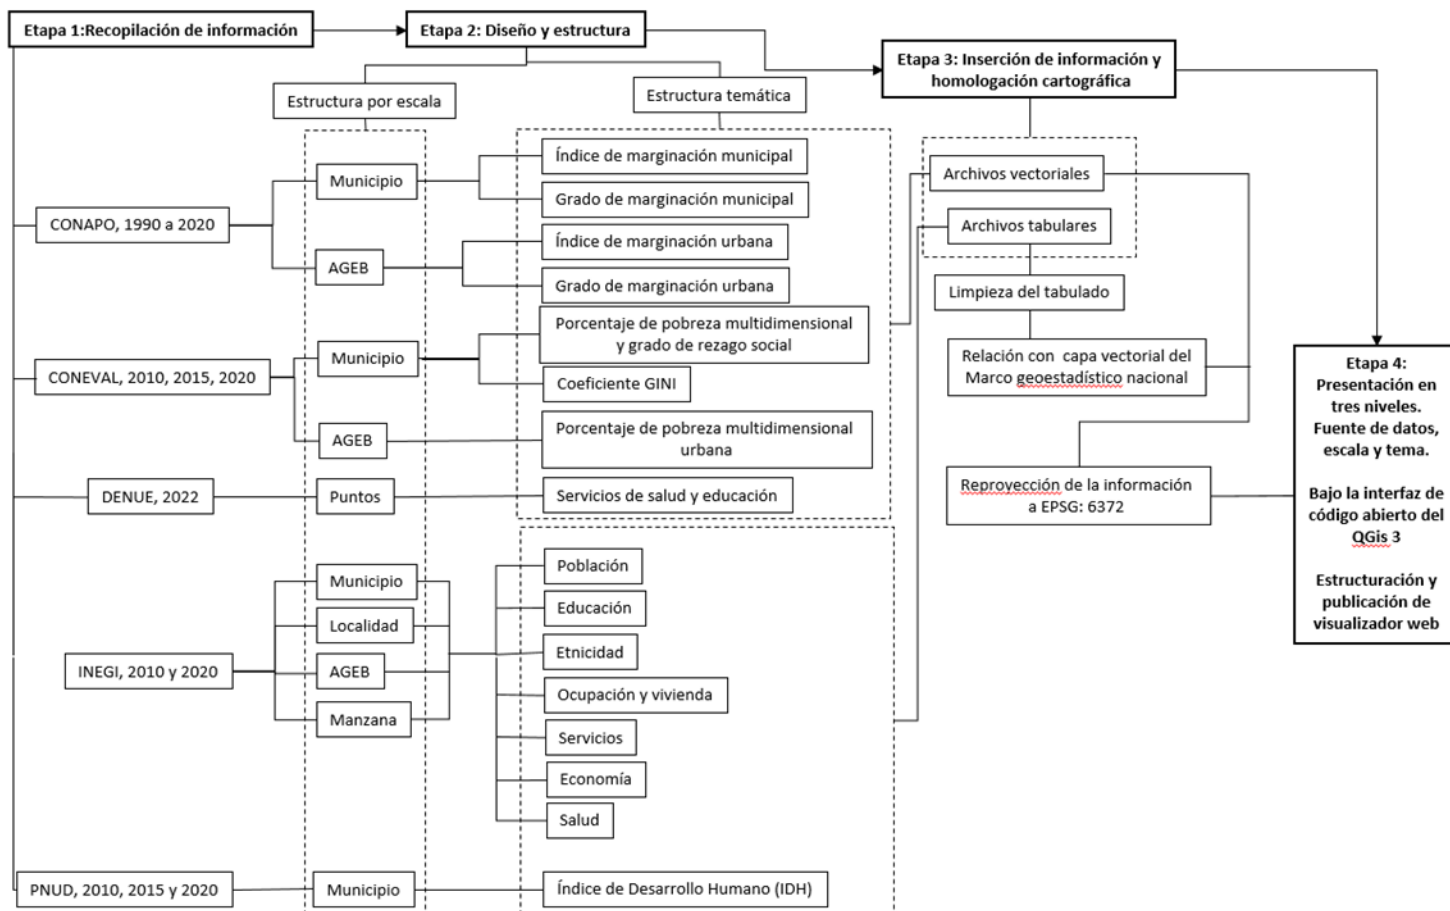 Etapa 1:Recopilación de información
Etapa 2: Diseño y estructura
Etapa 3: Inserción de información y
homologación cartográfica
Estructura por escala
Estructura temática
CONAPO, 1990 a 2020
Municipio
Índice de marginación municipal
Grado de marginación municipal
AGEB
Índice de marginación urbana
Grado de marginación urbana
CONEVAL, 2010, 2015, 2020
Municipio
Porcentaje de pobreza multidimensional
y grado de rezago social
Coeficiente GINI
AGEB
Porcentaje de pobreza multidimensional
urbana
DENUE, 2022
Puntos
Servicios de salud y educación
INEGI, 2010 y 2020
Municipio
Localidad
AGEB
Manzana
Población
Educación
Etnicidad
Ocupación y vivienda
Servicios
Economía
Salud
PNUD, 2010, 2015 y 2020
Municipio
Índice de Desarrollo Humano (IDH)
Archivos vectoriales
Archivos tabulares
Limpieza del tabulado
Relación con capa vectorial del
Marco geoestadístico nacional
Reproyección de la información
a EPSG: 6372
Etapa 4:
Presentación en
tres niveles.
Fuente de datos,
escala y tema.
Bajo la interfaz de
código abierto del
QGis 3
Estructuración y
publicación de
visualizador web